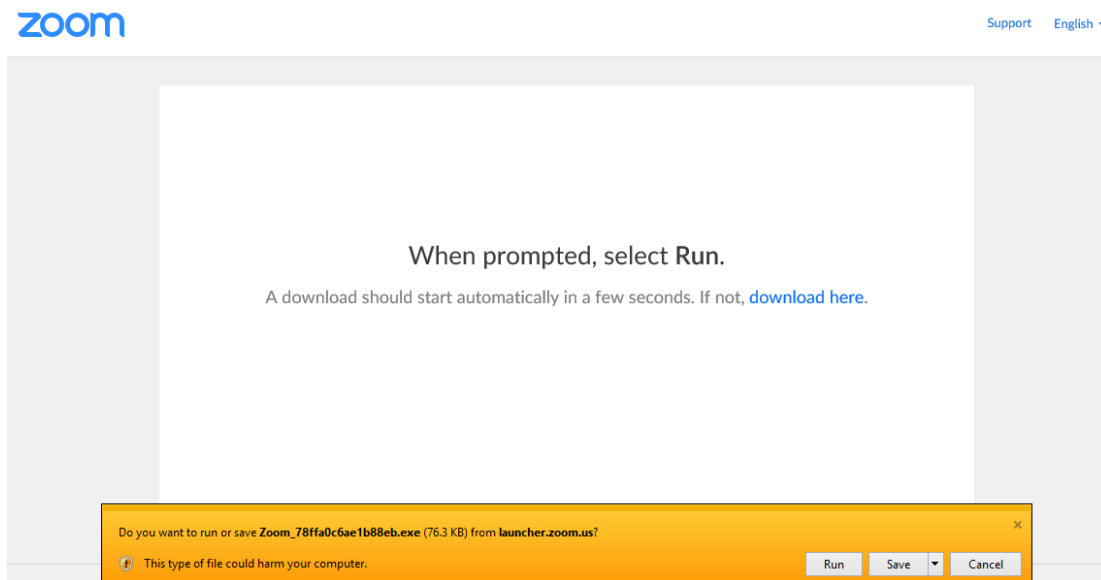 zoom
Support English
When prompted, select Run.
A download should start automatically in a few seconds. If not, download here.
Do you want to run or save Zoom_78ffa0c6ae1b88eb.exe (76.3 KB) from launcher.zoom.us?
This type of file could harm your computer.
Run Save Cancel